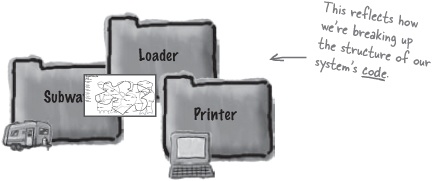 Loader
Subwa
Printer
This reflects how
we're breaking up
the structure of our
system's code.